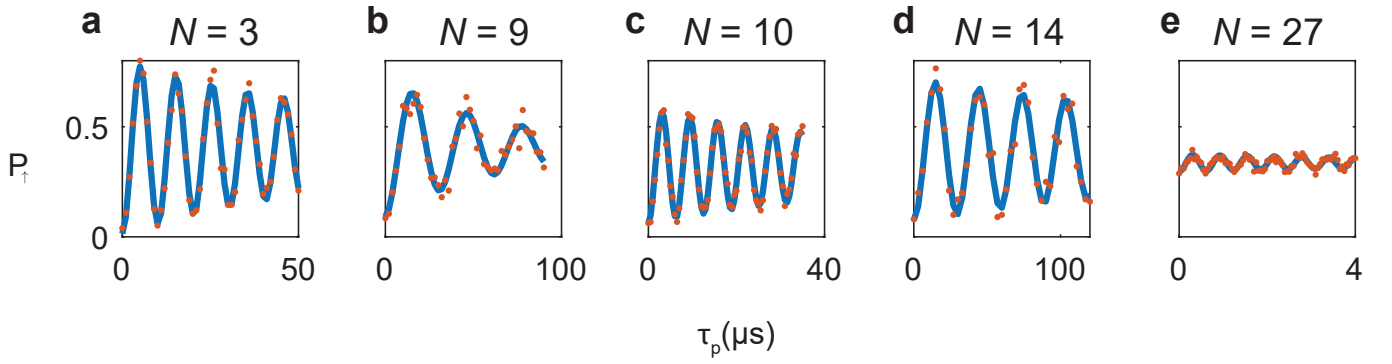 a N = 3
b N = 9
c N = 10
d N = 14
e N = 27
0.5
0
P↑
0 50
0 100
0 40
0 100
0 4
τp(μs)